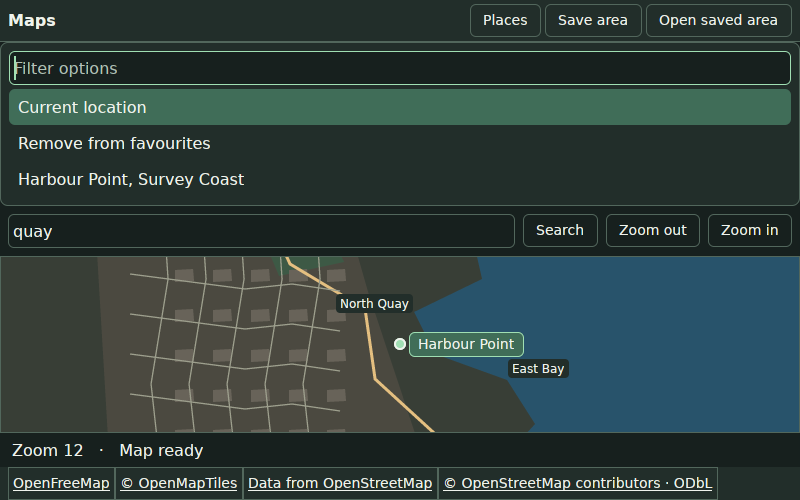 Maps
Places
Save area
Open saved area
Filter options
Current location
Remove from favourites
Harbour Point, Survey Coast
quay
Search
Zoom out
Zoom in
North Quay
Harbour Point
East Bay
Zoom 12 · Map ready
OpenFreeMap
© OpenMapTiles
Data from OpenStreetMap
© OpenStreetMap contributors · ODbL